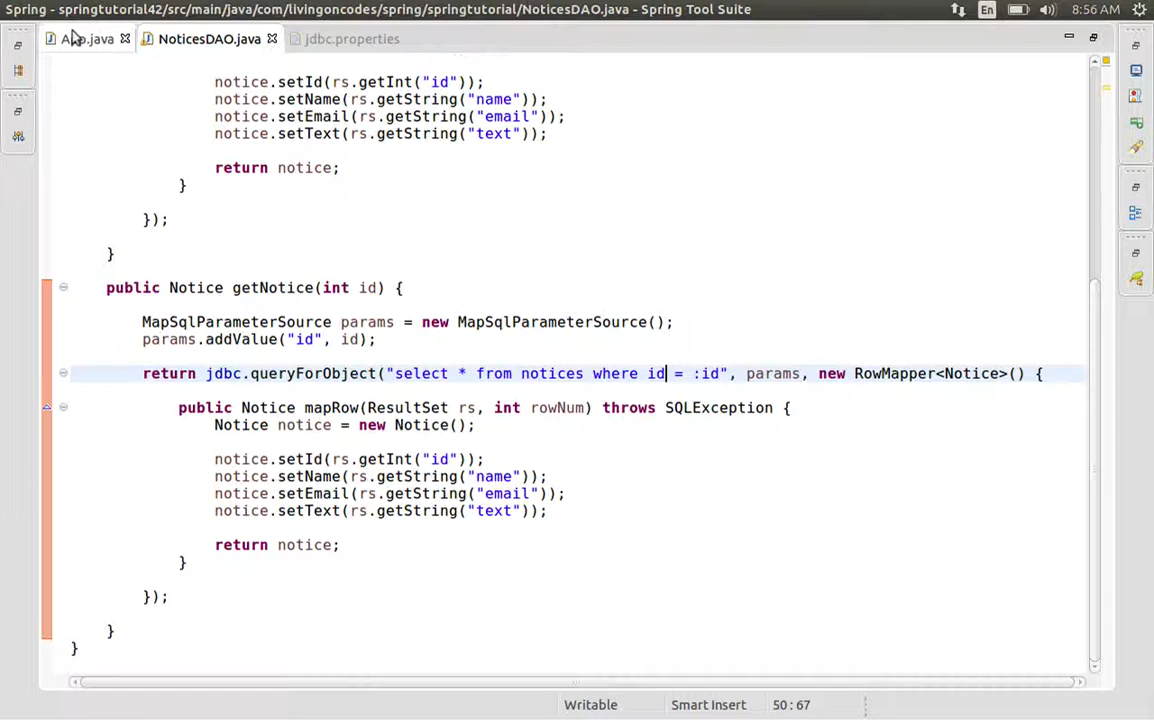 Spring - springtutorial42/src/main/java/com/livingoncodes/spring/springtutorial/NoticesDAO.java - Spring Tool Suite
En
8:56 AM
NoticesDAO.java
jdbc.properties
notice.setId(rs.getInt("id"));
notice.setName(rs.getString("name"));
notice.setEmail(rs.getString("email"));
notice.setText(rs.getString("text"));
return notice;
}
});
}
public Notice getNotice(int id) {
MapSqlParameterSource params = new MapSqlParameterSource();
params.addValue("id", id);
return jdbc.queryForObject("select * from notices where id = :id", params, new RowMapper<Notice>() {
public Notice mapRow(ResultSet rs, int rowNum) throws SQLException {
Notice notice = new Notice();
notice.setId(rs.getInt("id"));
notice.setName(rs.getString("name"));
notice.setEmail(rs.getString("email"));
notice.setText(rs.getString("text"));
return notice;
}
});
}
}
Writable
Smart Insert
50 : 67